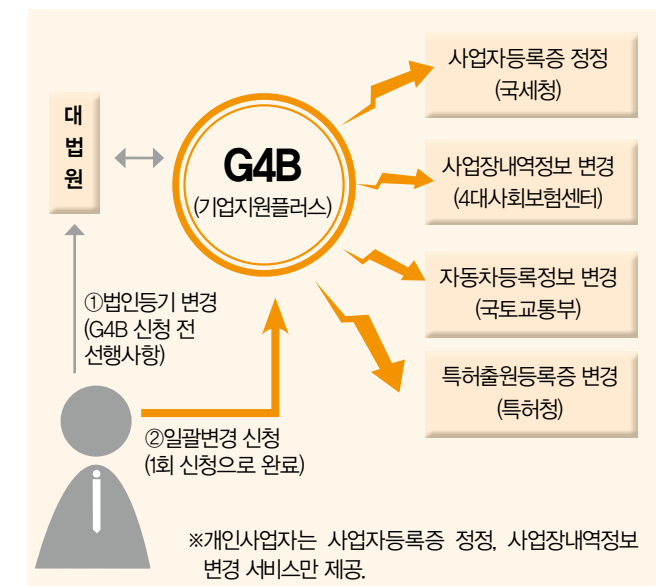 사업자등록증 정정
(국세청)
대
법
원
G4B
(기업지원플러스)
사업장내역정보 변경
(4대사회보험센터)
자동차등록정보 변경
(국토교통부)
①법인등기 변경
(G4B 신청 전
선행사항)
특허출원등록증 변경
(특허청)
②일괄변경 신청
(1회 신청으로 완료)
※개인사업자는 사업자등록증 정정, 사업장내역정보
변경 서비스만 제공.